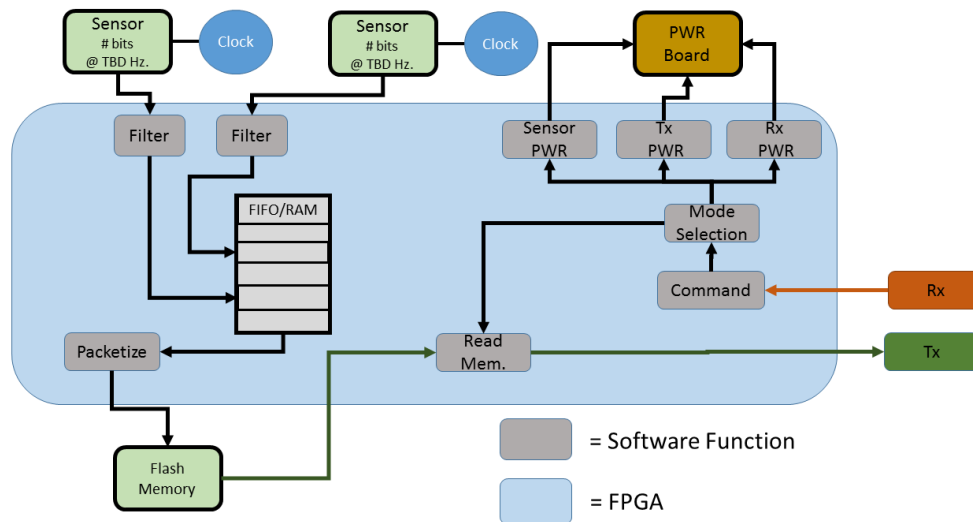 Sensor
# bits
@ TBD Hz.
Clock
Sensor
# bits
@ TBD Hz.
Clock
PWR
Board
Filter
Filter
Sensor
PWR
Tx
PWR
Rx
PWR
FIFO/RAM
Mode
Selection
Command
Rx
Packetize
Read
Mem.
Tx
Flash
Memory
= Software Function
= FPGA